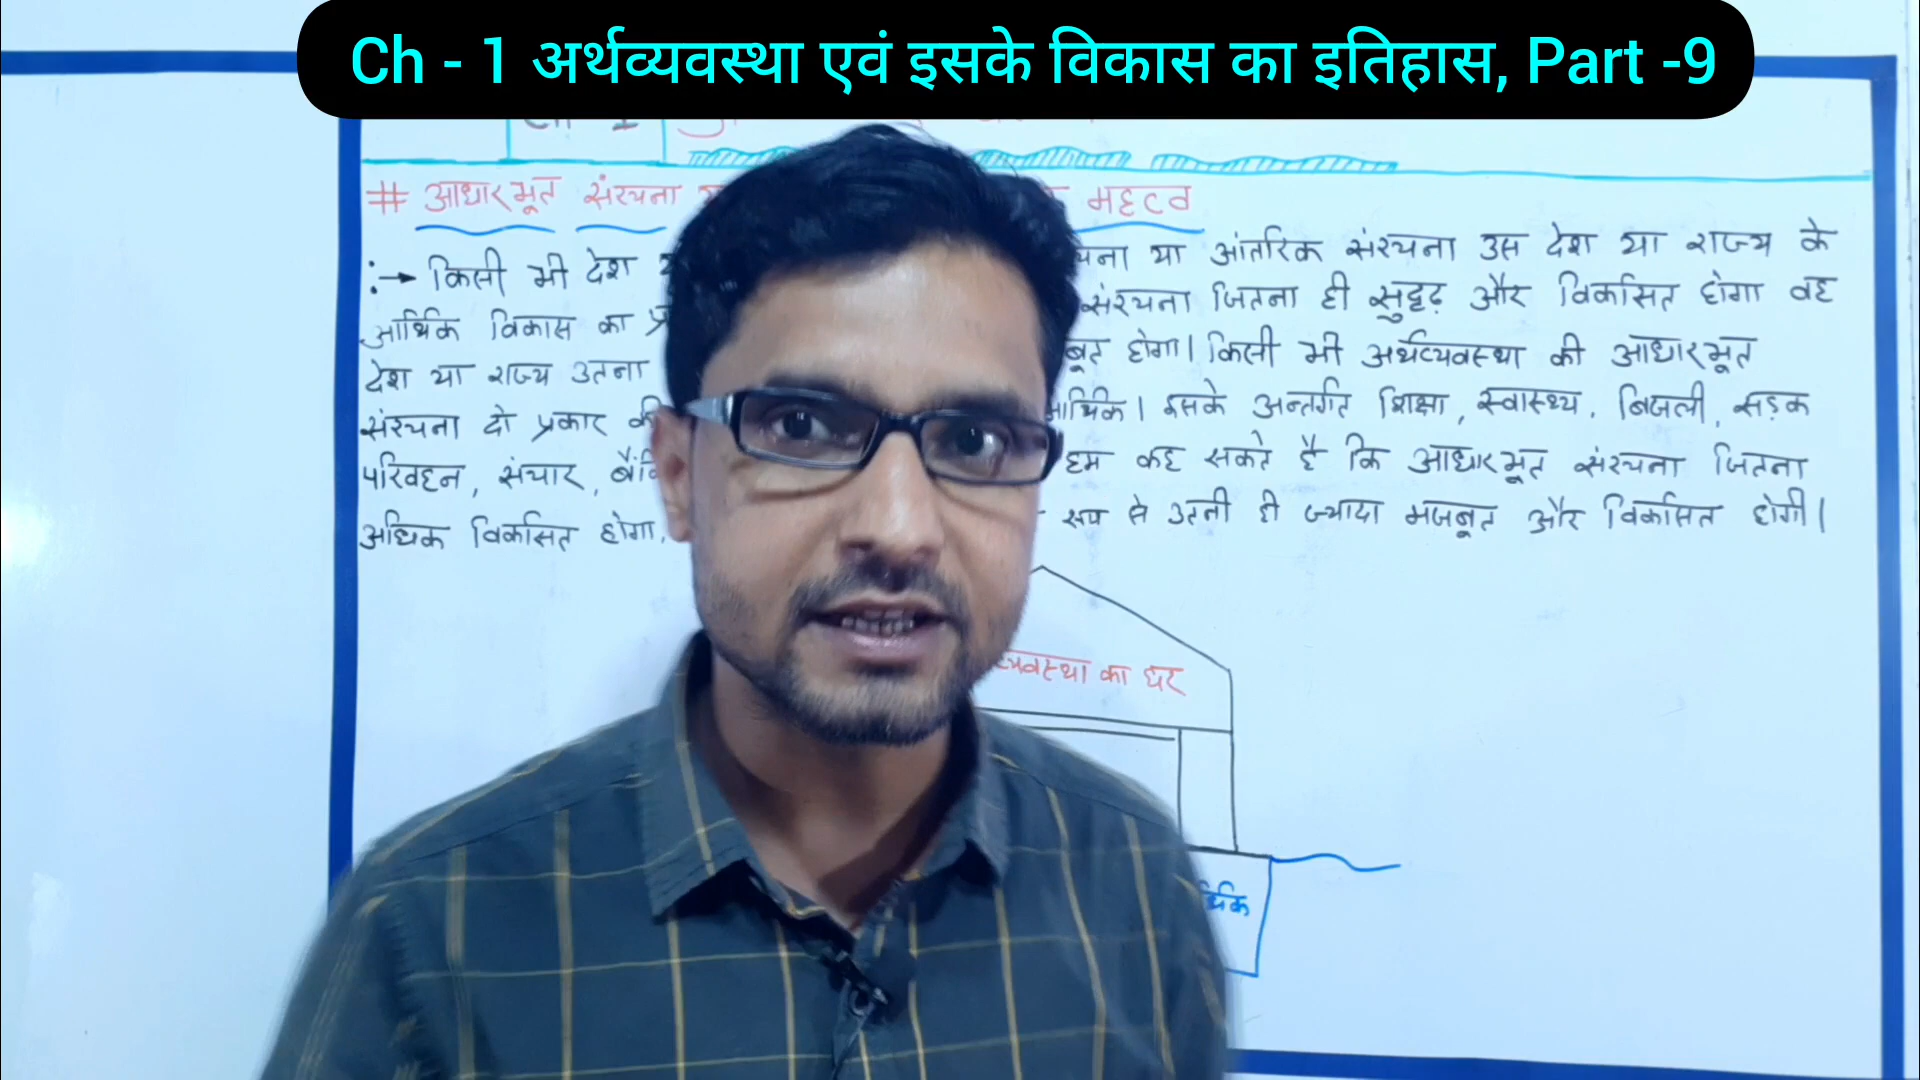 Ch - 1 अर्थव्यवस्था एवं इसके विकास का इतिहास, Part -9
# आधारभूत संरचना महत्व
:→ किसी भी देश या आंतरिक संरचना उस देश या राज्य के
आर्थिक विकास का संरचना जितना ही सुदृढ़ और विकसित होगा वह
देश या राज्य उतना होगा। किसी भी अर्थव्यवस्था की आधारभूत
संरचना दो प्रकार आर्थिक। इसके अन्तर्गत शिक्षा, स्वास्थ्य, बिजली, सड़क
परिवहन, संचार, हम कह सकते है कि आधारभूत संरचना जितना
अधिक विकसित होगा, रूप से उतनी ही ज्यादा मजबूत और विकसित होगी।
का घर